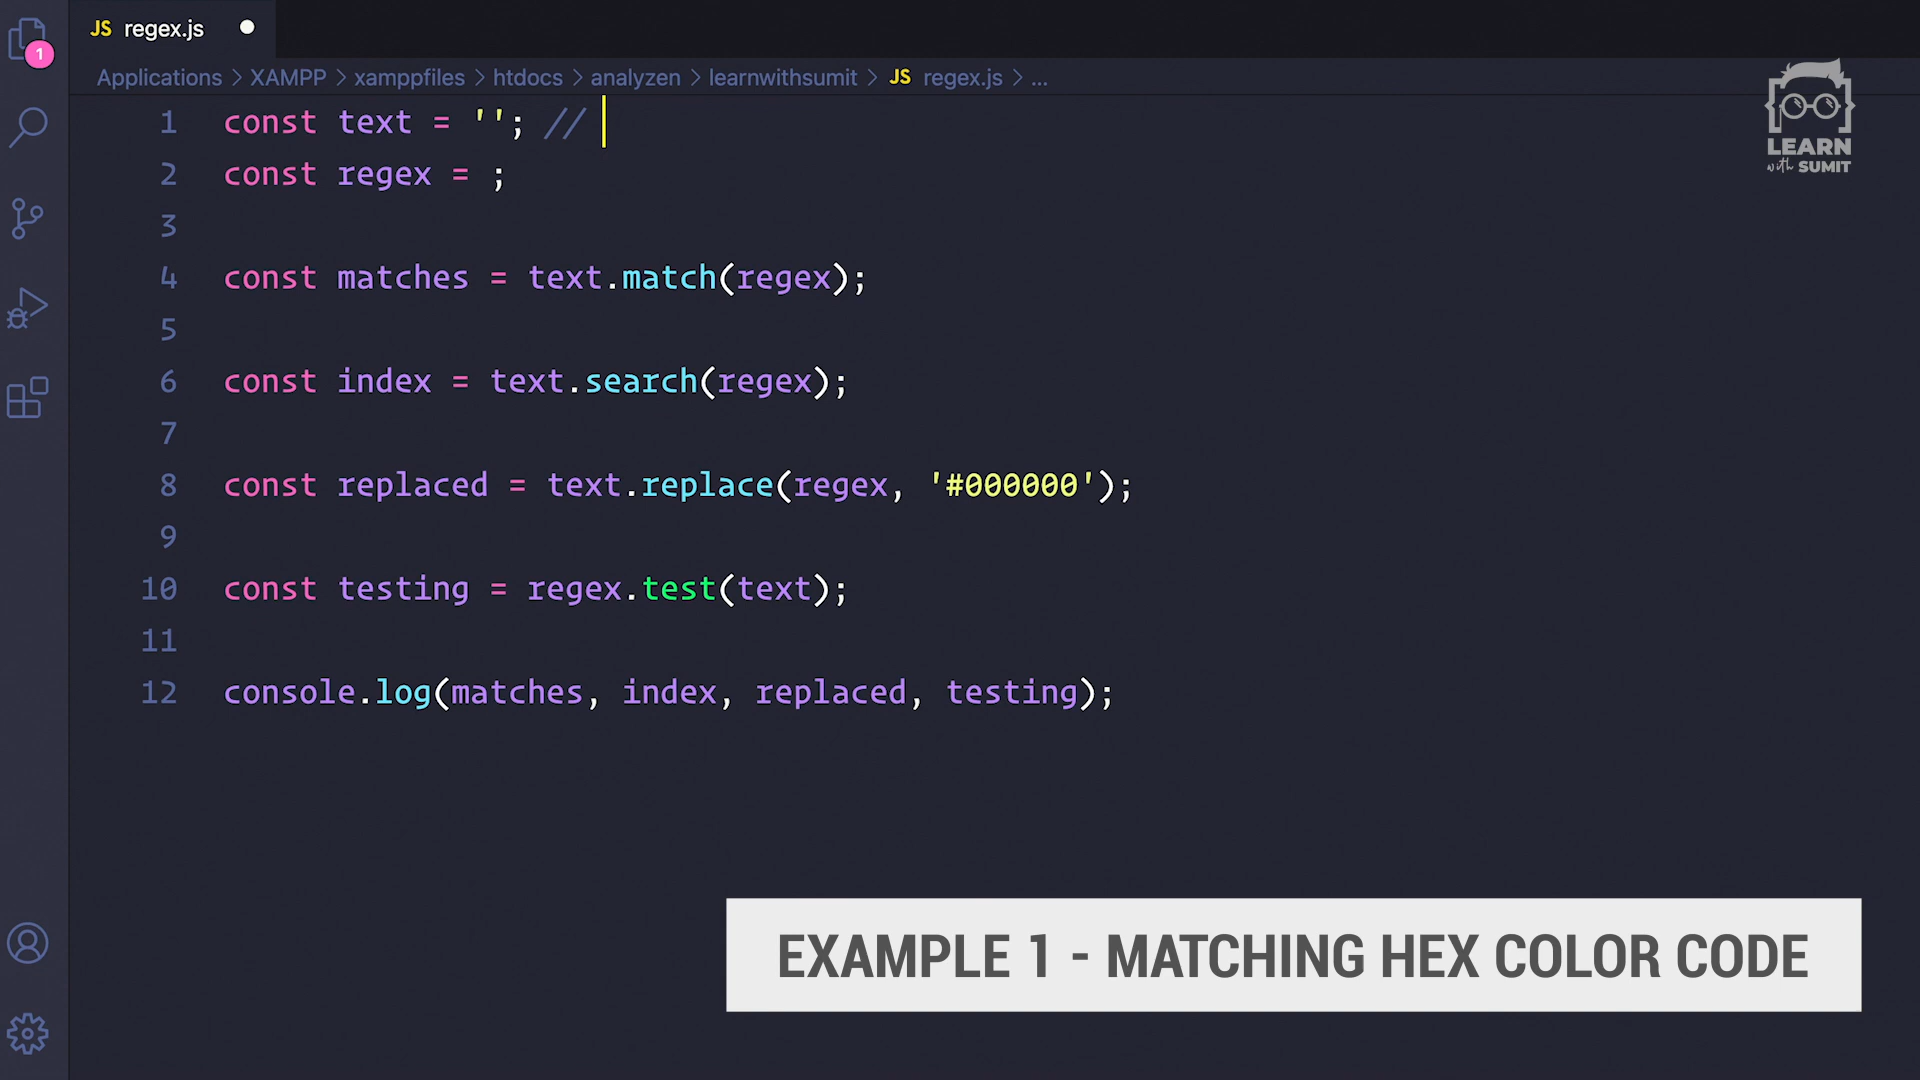 JS regex.js
1
Applications > XAMPP > xamppfiles > htdocs > analyzen > learnwithsumit > JS regex.js > ...
LEARN
with SUMIT
1 const text = ''; //
2 const regex = ;
3
4 const matches = text.match(regex);
5
6 const index = text.search(regex);
7
8 const replaced = text.replace(regex, '#000000');
9
10 const testing = regex.test(text);
11
12 console.log(matches, index, replaced, testing);
EXAMPLE 1 - MATCHING HEX COLOR CODE